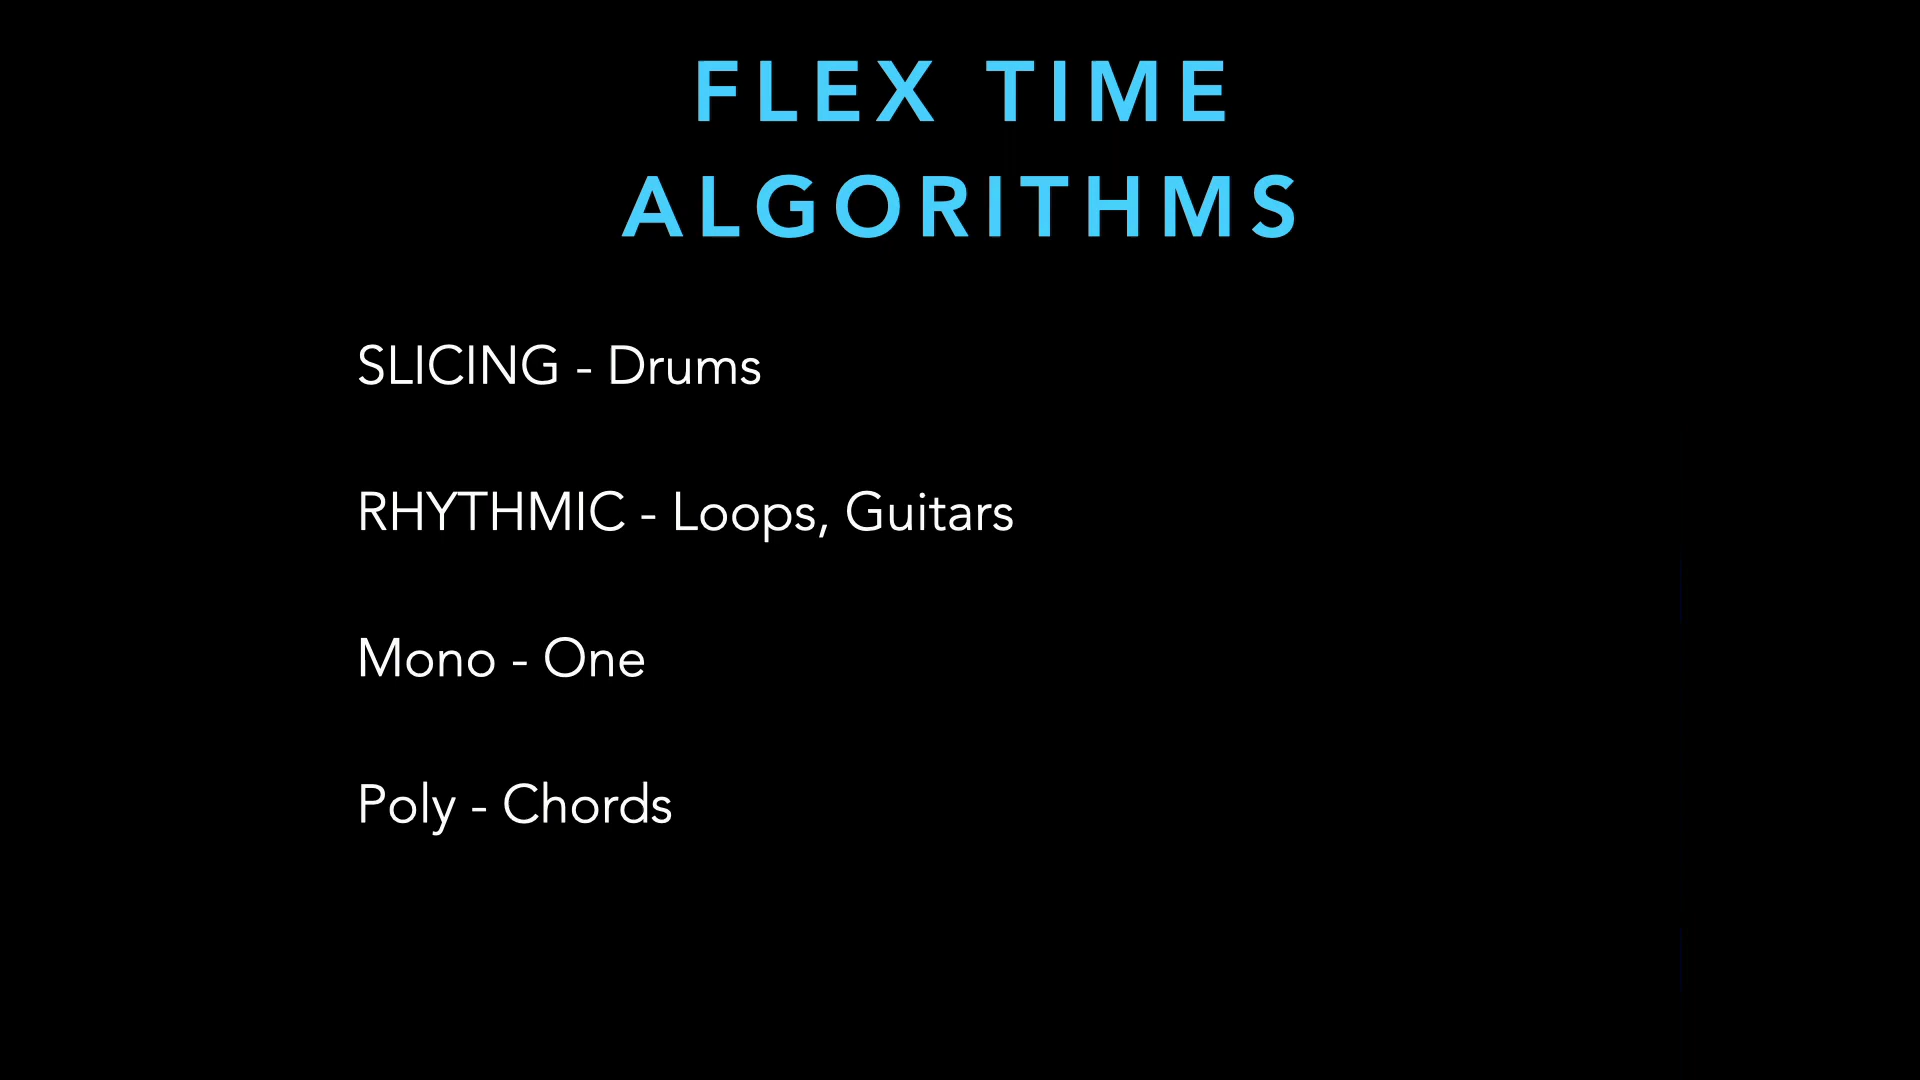 FLEX TIME
ALGORITHMS
SLICING - Drums
RHYTHMIC - Loops, Guitars
Mono - One
Poly - Chords